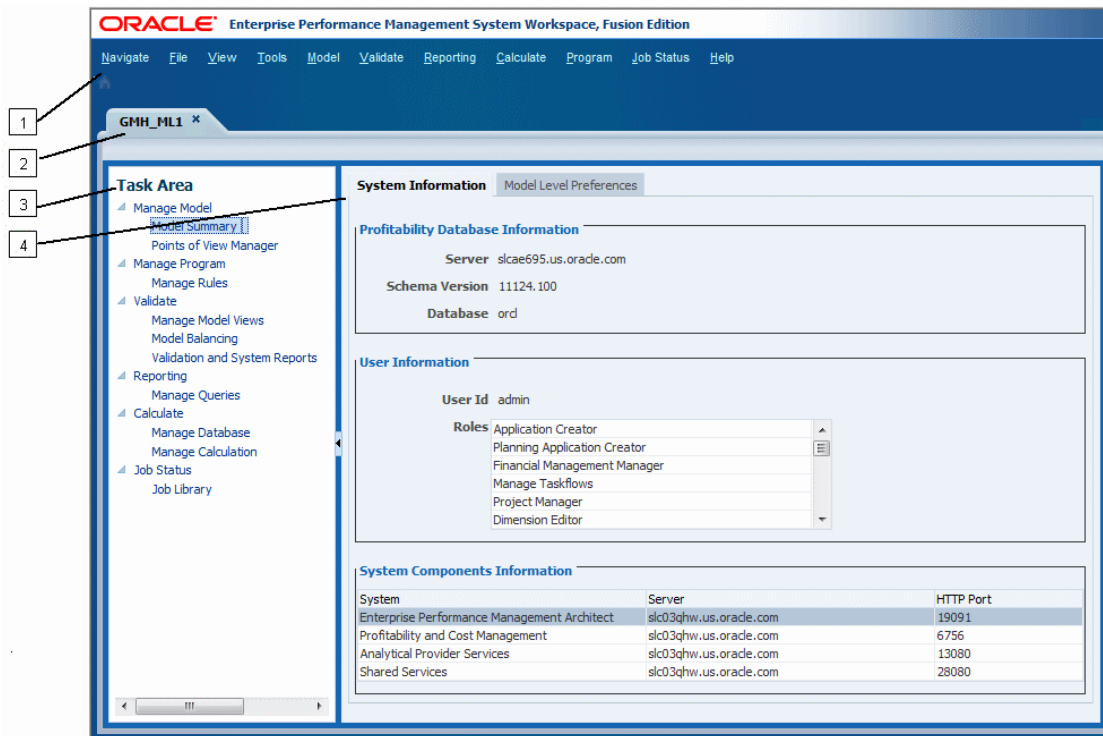 ORACLE Enterprise Performance Management System Workspace, Fusion Edition
Navigate File View Tools Model Validate Reporting Calculate Program Job Status Help
1
GMH_ML1 ×
2
3
4
Task Area
Manage Model
Model Summary
Points of View Manager
Manage Program
Manage Rules
Validate
Manage Model Views
Model Balancing
Validation and System Reports
Reporting
Manage Queries
Calculate
Manage Database
Manage Calculation
Job Status
Job Library
System Information Model Level Preferences
Profitability Database Information
Server slcae695.us.oracle.com
Schema Version 11124.100
Database orcl
User Information
User Id admin
Roles Application Creator
Planning Application Creator
Financial Management Manager
Manage Taskflows
Project Manager
Dimension Editor
System Components Information
System Server HTTP Port
Enterprise Performance Management Architect slc03qhw.us.oracle.com 19091
Profitability and Cost Management slc03qhw.us.oracle.com 6756
Analytical Provider Services slc03qhw.us.oracle.com 13080
Shared Services slc03qhw.us.oracle.com 28080